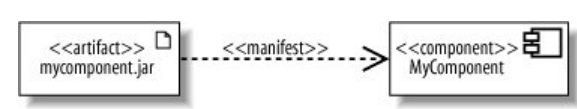 <<artifact>>
mycomponent.jar
<<manifest>>
<<component>>
MyComponent